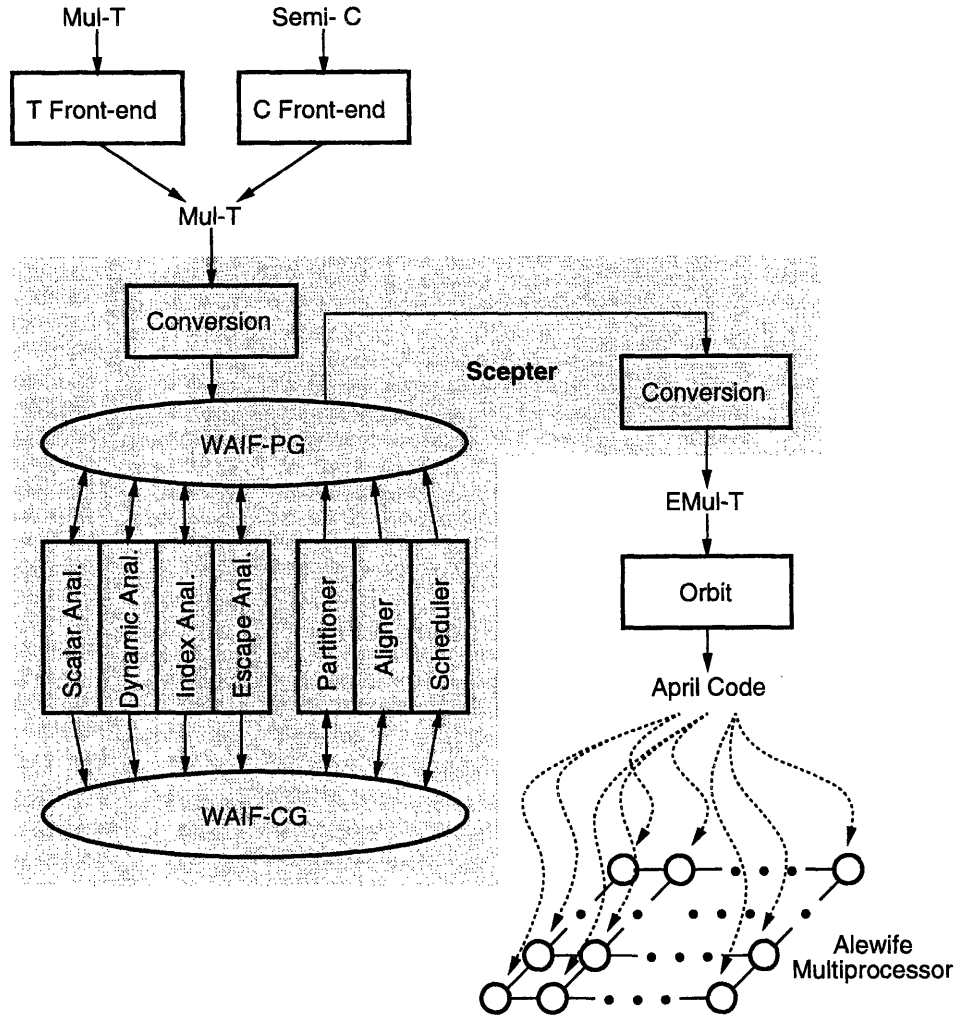 Mul-T
Semi- C
T Front-end
C Front-end
Mul-T
Conversion
Scepter
Conversion
WAIF-PG
EMul-T
Scalar Anal.
Dynamic Anal.
Index Anal.
Escape Anal.
Partitioner
Aligner
Scheduler
Orbit
April Code
WAIF-CG
Alewife
Multiprocessor